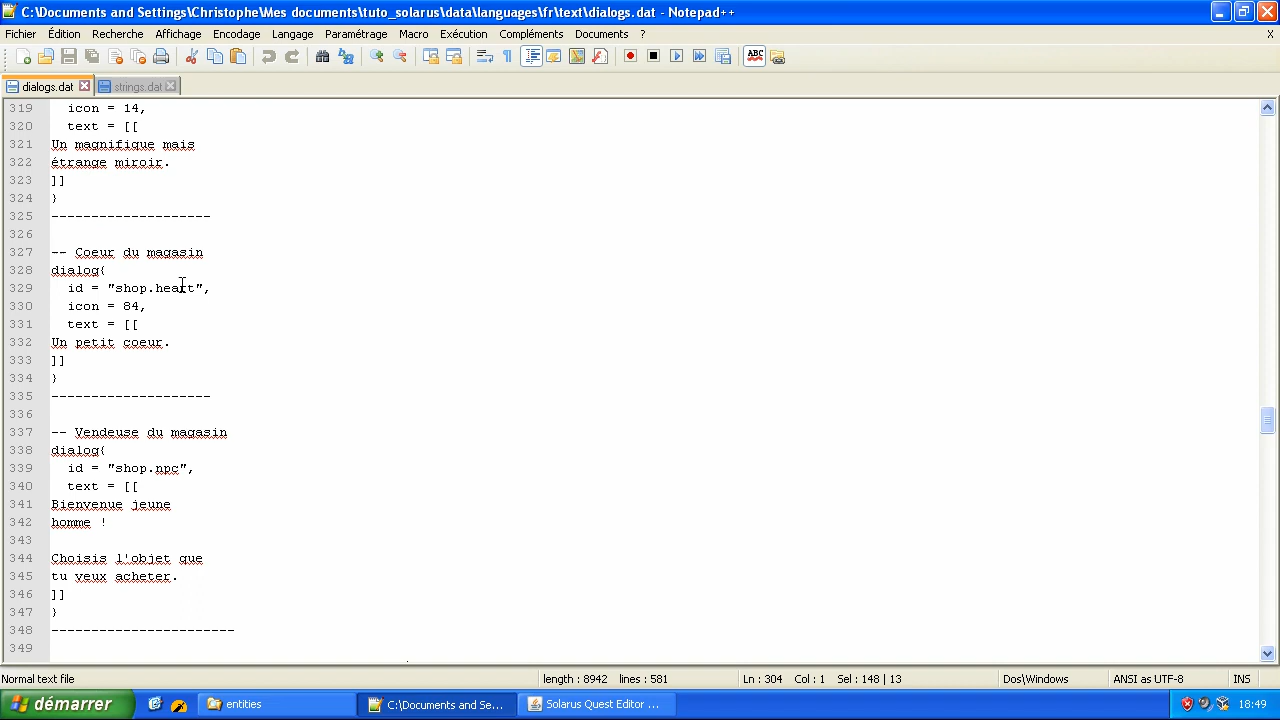 C:\Documents and Settings\Christophe\Mes documents\tuto_solarus\data\languages\fr\text\dialogs.dat - Notepad++
Fichier Édition Recherche Affichage Encodage Langage Paramétrage Macro Exécution Compléments Documents ? X
dialogs.dat strings.dat
319 icon = 14,
320 text = [[
321 Un magnifique mais
322 étrange miroir.
323 ]]
324 }
325 --------------------
326
327 -- Coeur du magasin
328 dialog{
329 id = "shop.heart",
330 icon = 84,
331 text = [[
332 Un petit coeur.
333 ]]
334 }
335 --------------------
336
337 -- Vendeuse du magasin
338 dialog{
339 id = "shop.npc",
340 text = [[
341 Bienvenue jeune
342 homme !
343
344 Choisis l'objet que
345 tu veux acheter.
346 ]]
347 }
348 -----------------------
349
Normal text file length : 8942 lines : 581 Ln : 304 Col : 1 Sel : 148 | 13 Dos\Windows ANSI as UTF-8 INS
démarrer entities C:\Documents and Se... Solarus Quest Editor ... 18:49